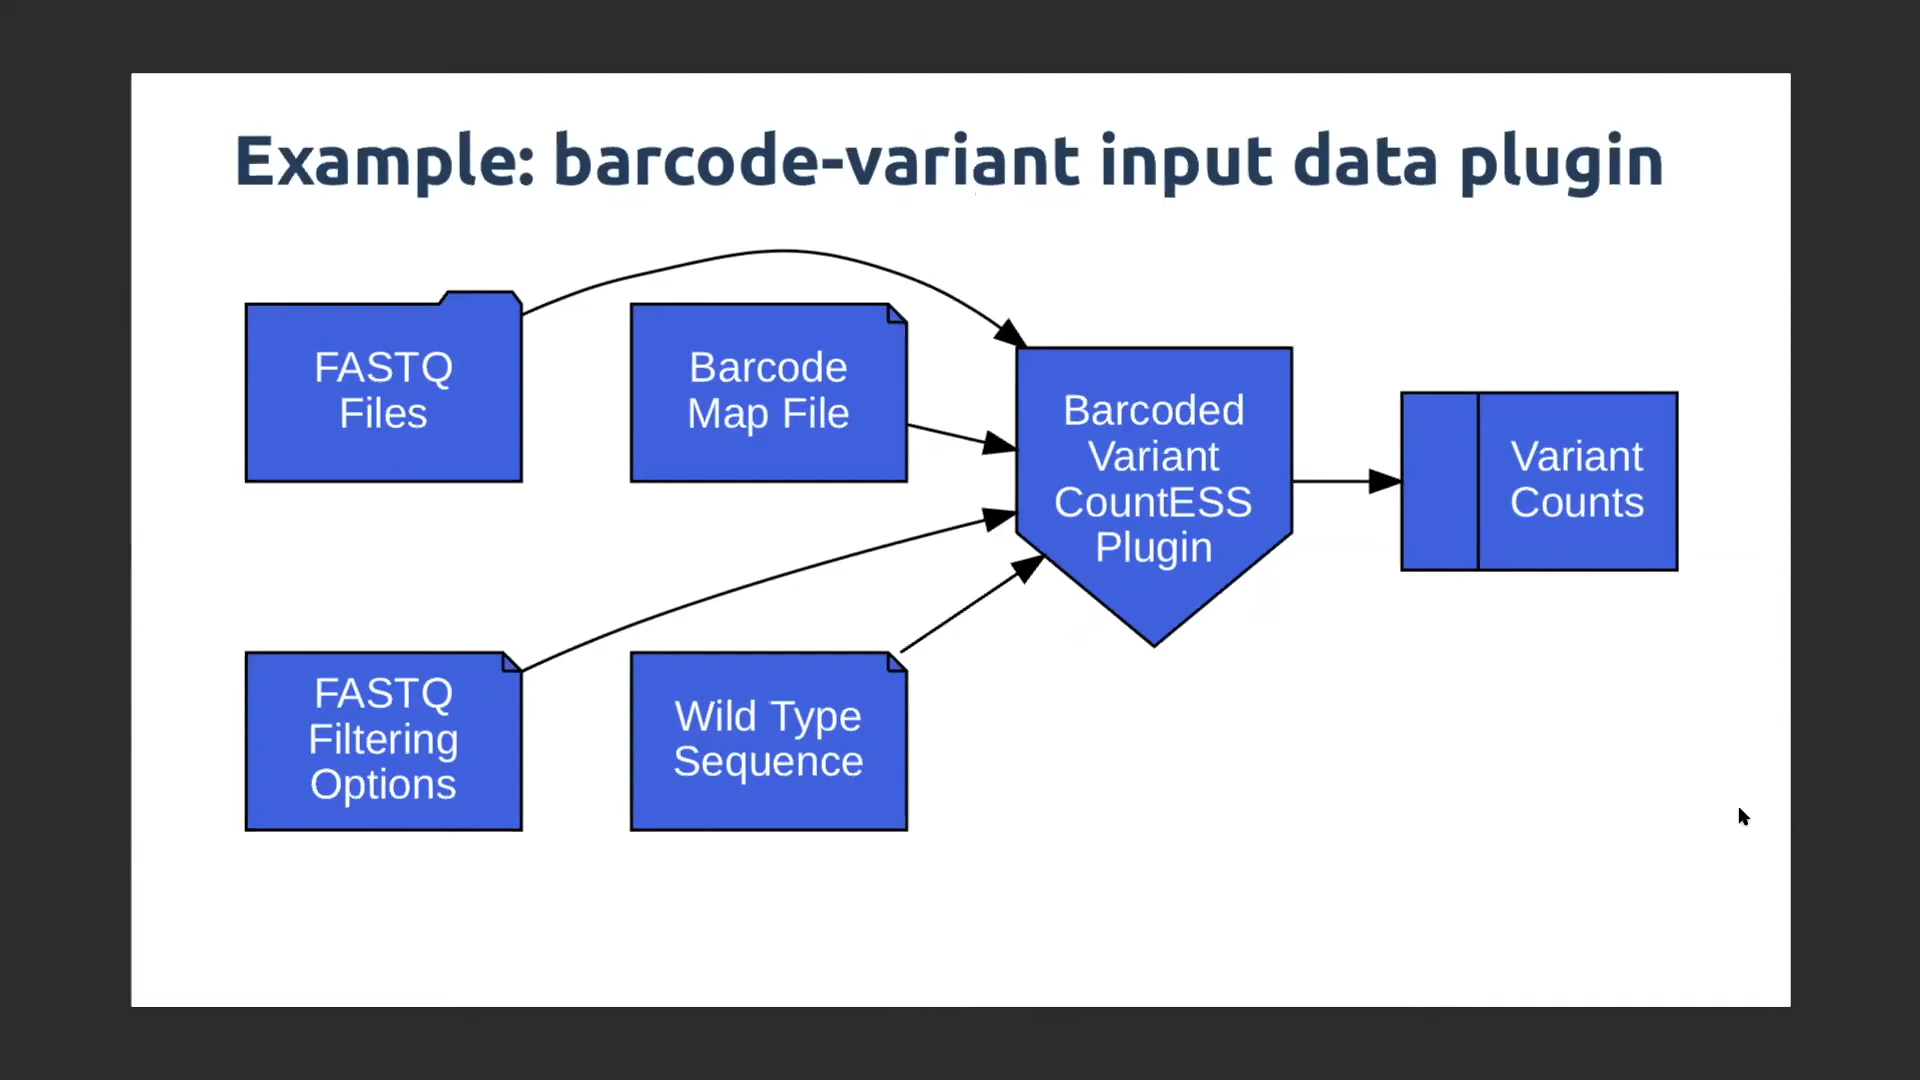 Example: barcode-variant input data plugin
FASTQ
Files
Barcode
Map File
Barcoded
Variant
CountESS
Plugin
Variant
Counts
FASTQ
Filtering
Options
Wild Type
Sequence